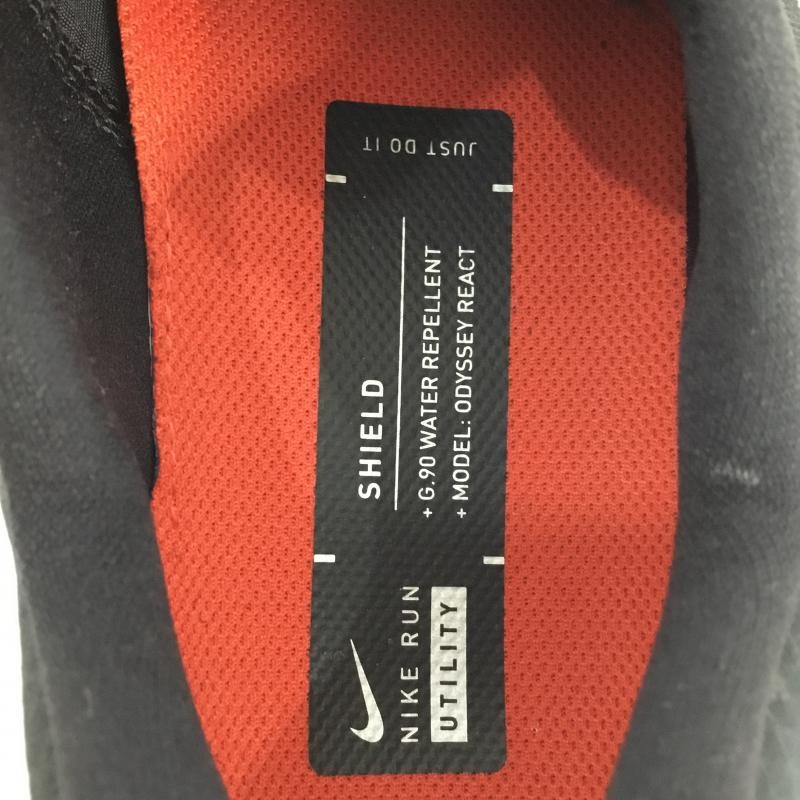 NIKE RUN
UTILITY
SHIELD
+ G.90 WATER REPELLENT
+ MODEL: ODYSSEY REACT
JUST DO IT